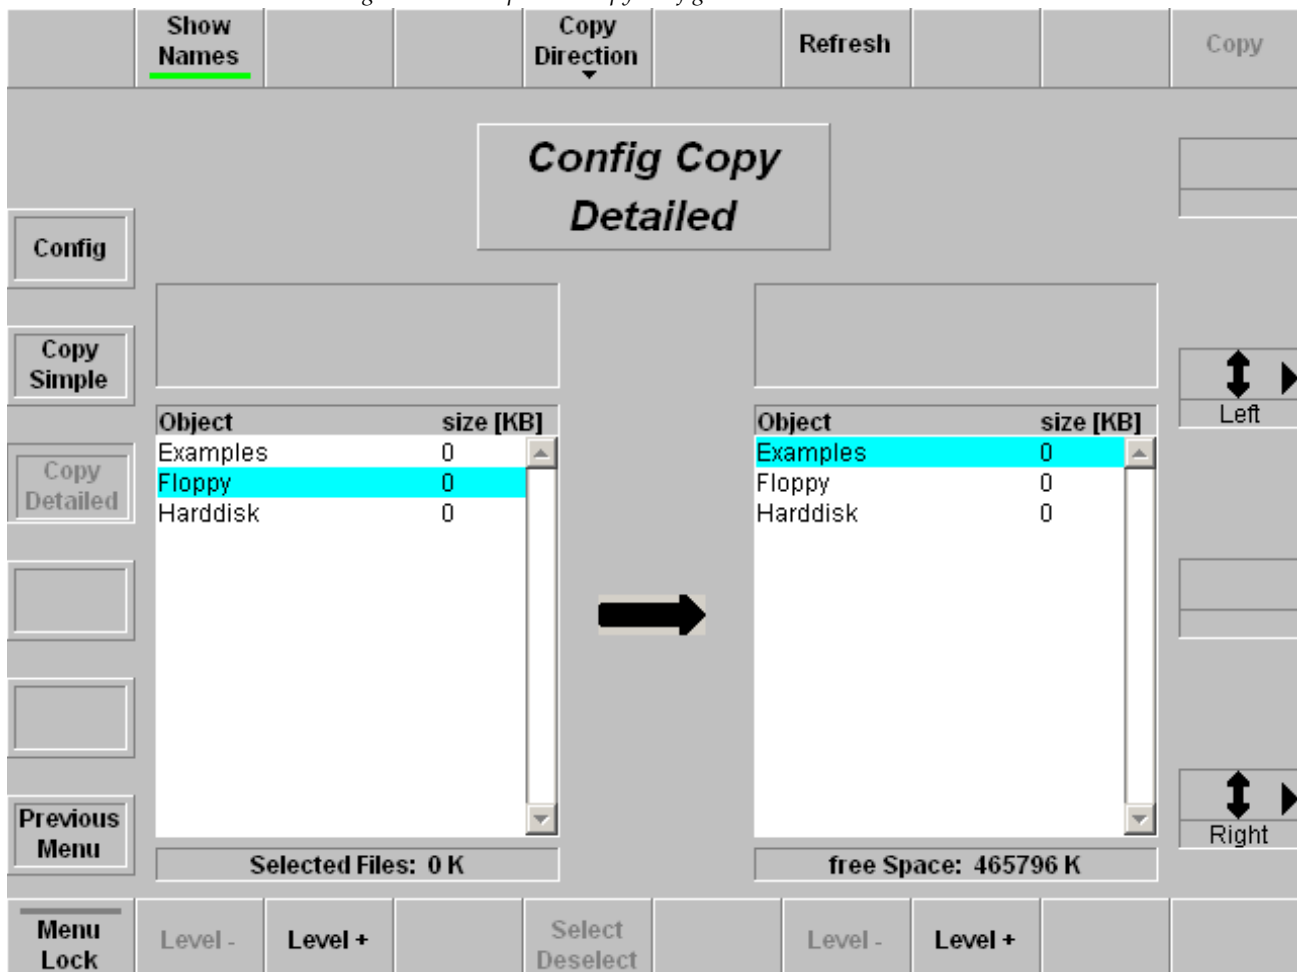 Show
Names
Copy
Direction
Refresh
Copy
Config Copy
Detailed
Config
Copy
Simple
Copy
Detailed
Previous
Menu
Object size [KB]
Examples 0
Floppy 0
Harddisk 0
Selected Files: 0 K
Object size [KB]
Examples 0
Floppy 0
Harddisk 0
free Space: 465796 K
Left
Right
Menu
Lock
Level -
Level +
Select
Deselect
Level -
Level +